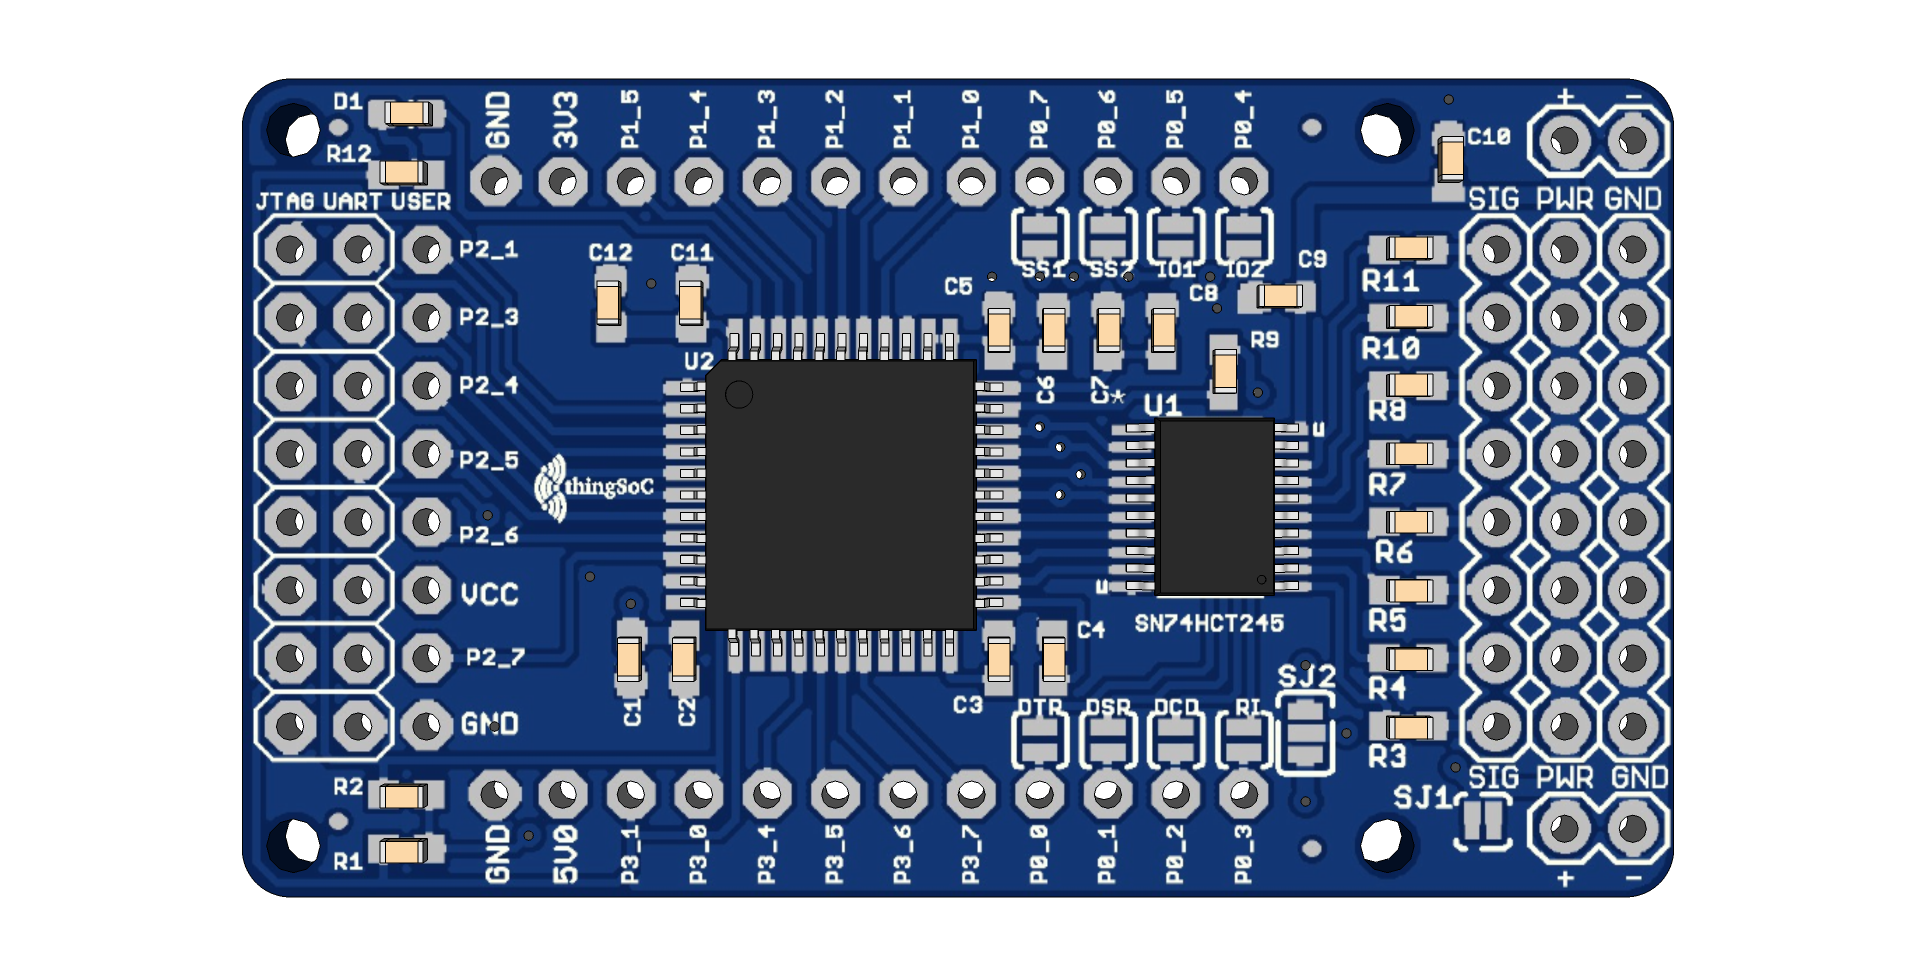 D1
R12
GND
3V3
P1_5
P1_4
P1_3
P1_2
P1_1
P1_0
P0_7
P0_6
P0_5
P0_4
+ -
C10
JTAG UART USER
SIG PWR GND
P2_1
P2_3
P2_4
P2_5
P2_6
VCC
P2_7
GND
C12
C11
SS1
SS2
IO1
IO2
C9
C5
C8
C6
C7
*
R9
U2
U1
thingSoC
SN74HCT245
R11
R10
R8
R7
R6
R5
R4
R3
C1
C2
C3
C4
DTR
DSR
DCD
RI
SJ2
SIG PWR GND
SJ1
R2
R1
GND
5V0
P3_1
P3_0
P3_4
P3_5
P3_6
P3_7
P0_0
P0_1
P0_2
P0_3
+ -